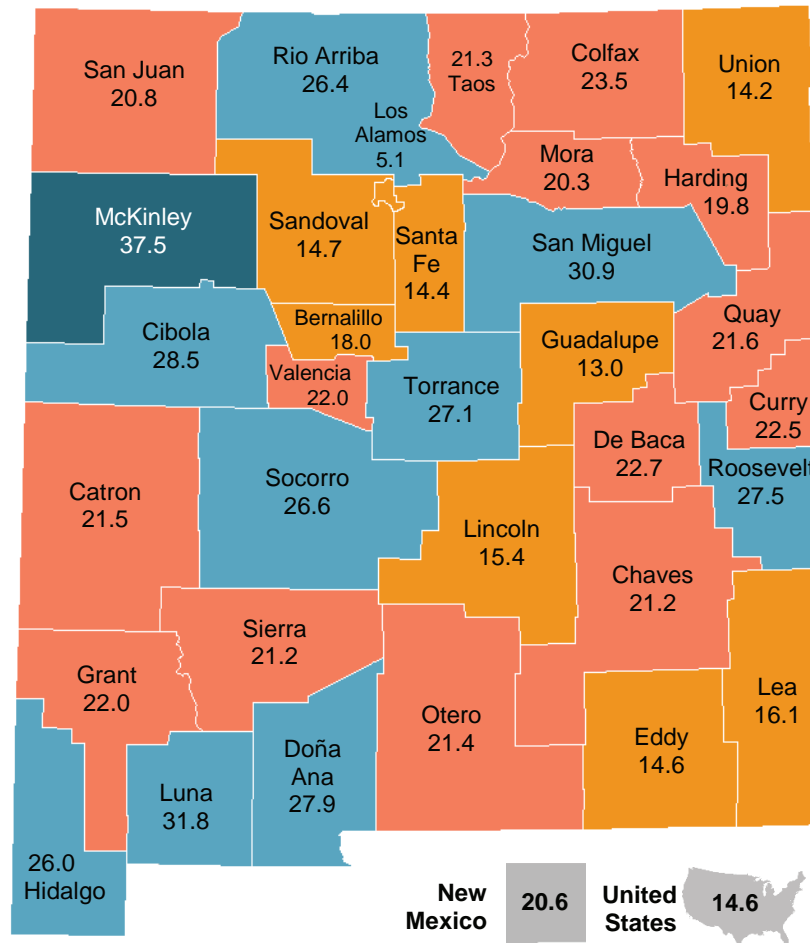 San Juan
20.8
Rio Arriba
26.4
21.3
Taos
Colfax
23.5
Union
14.2
Los
Alamos
5.1
Mora
20.3
Harding
19.8
McKinley
37.5
Sandoval
14.7
Santa
Fe
14.4
San Miguel
30.9
Cibola
28.5
Bernalillo
18.0
Valencia
22.0
Torrance
27.1
Guadalupe
13.0
Quay
21.6
Curry
22.5
De Baca
22.7
Roosevelt
27.5
Catron
21.5
Socorro
26.6
Lincoln
15.4
Chaves
21.2
Sierra
21.2
Grant
22.0
Otero
21.4
Lea
16.1
Eddy
14.6
Doña
Ana
27.9
Luna
31.8
26.0
Hidalgo
New
Mexico
20.6
United
States
14.6